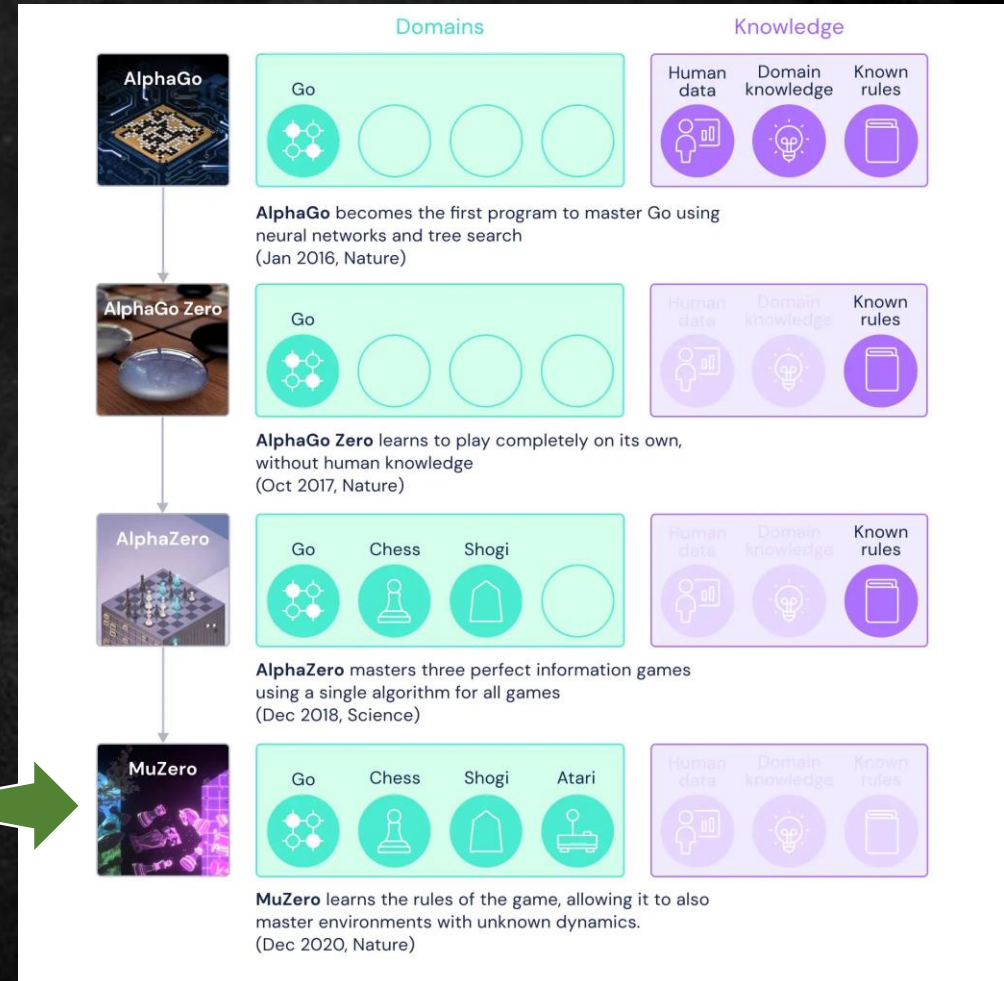 Domains
Knowledge
AlphaGo
Go
Human data
Domain knowledge
Known rules
AlphaGo becomes the first program to master Go using
neural networks and tree search
(Jan 2016, Nature)
AlphaGo Zero
Go
Human data
Domain knowledge
Known rules
AlphaGo Zero learns to play completely on its own,
without human knowledge
(Oct 2017, Nature)
AlphaZero
Go
Chess
Shogi
Human data
Domain knowledge
Known rules
AlphaZero masters three perfect information games
using a single algorithm for all games
(Dec 2018, Science)
MuZero
Go
Chess
Shogi
Atari
Human data
Domain knowledge
Known rules
MuZero learns the rules of the game, allowing it to also
master environments with unknown dynamics.
(Dec 2020, Nature)